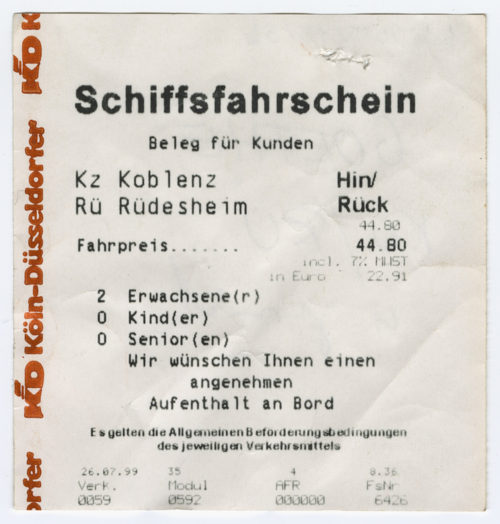 Schiffsfahrschein
Beleg für Kunden
Kz Koblenz Hin/
Rü Rüdesheim Rück
44.80
Fahrpreis....... 44.80
incl. 7% MWST
in Euro 22.91
2 Erwachsene(r)
0 Kind(er)
0 Senior(en)
Wir wünschen Ihnen einen
angenehmen
Aufenthalt an Bord
Es gelten die Allgemeinen Beförderungsbedingungen
des jeweiligen Verkehrsmittels
26.07.99 35 4 8.36
Verk. Modul AFR FsNr
0059 0592 000000 6426
rfer KD Köln-Düsseldorfer KD K